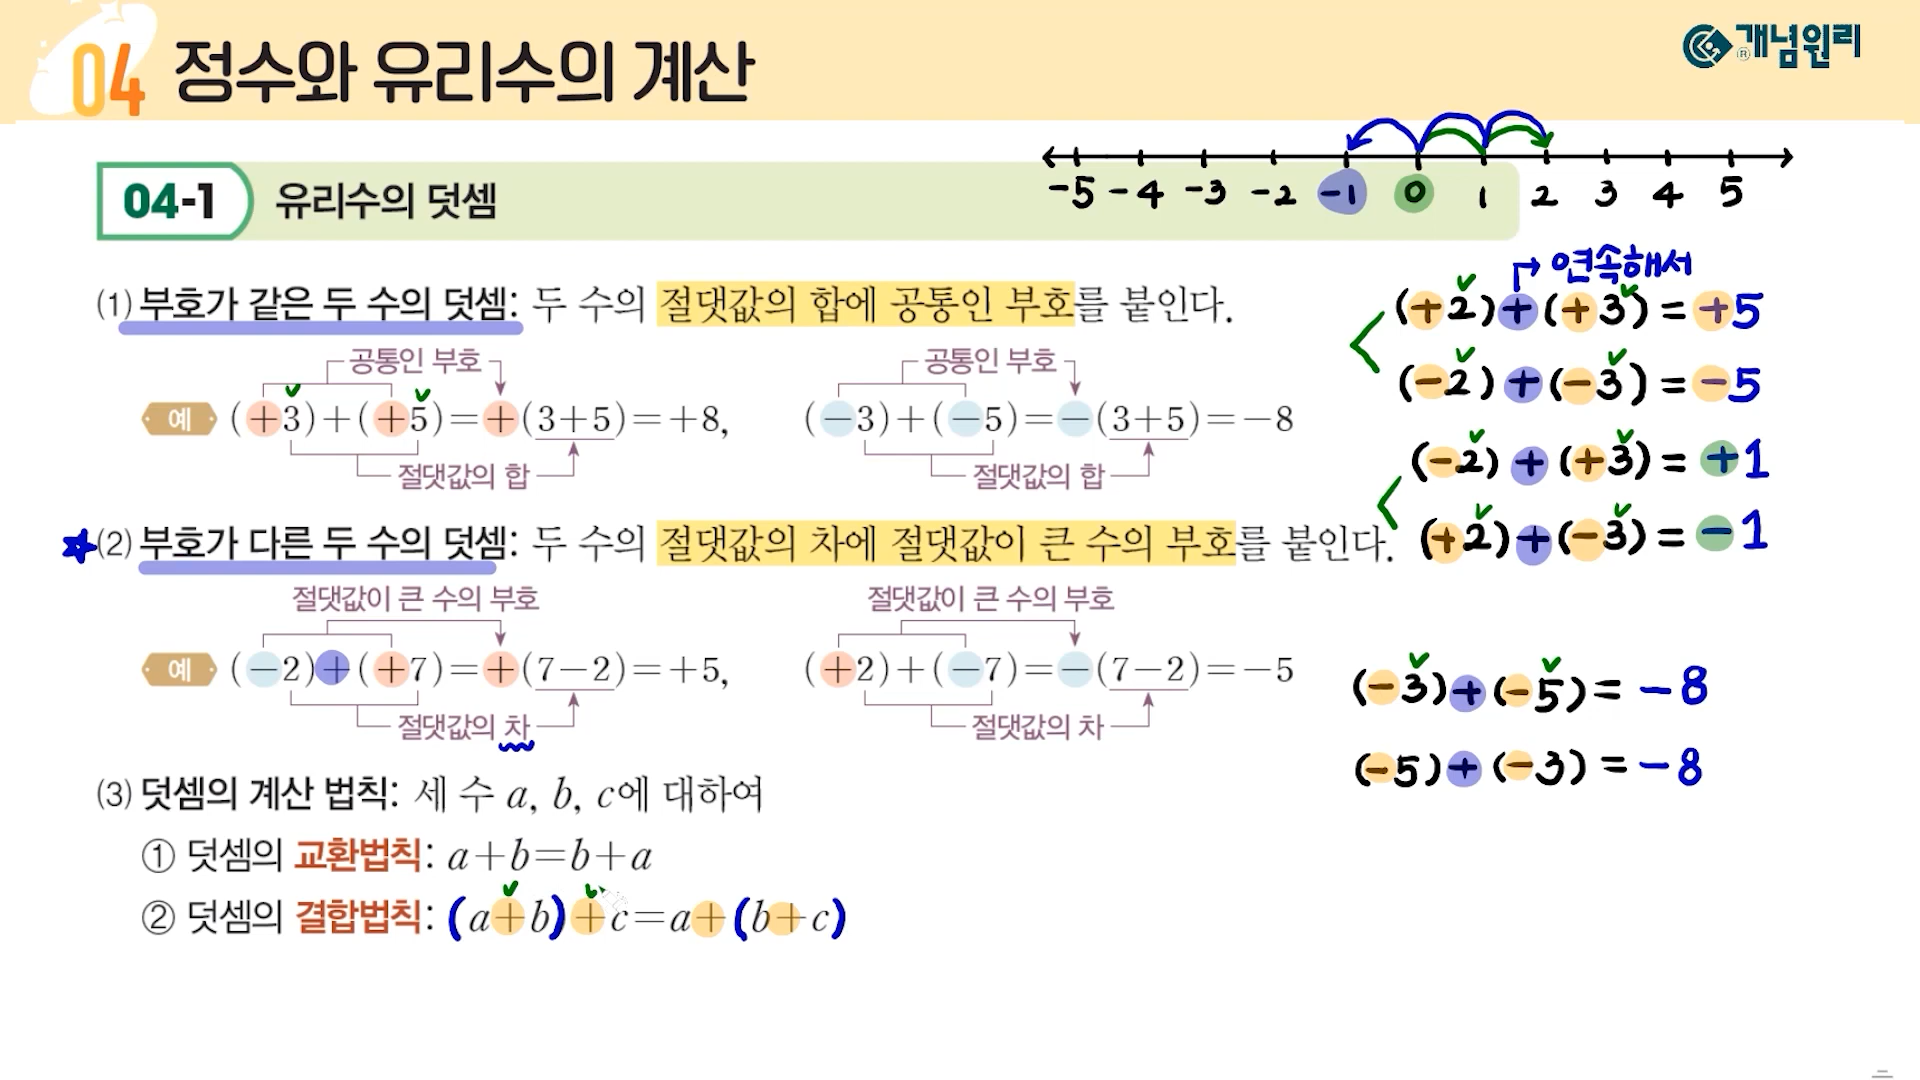 04 정수와 유리수의 계산
개념원리
®
-5 -4 -3 -2 -1 0 1 2 3 4 5
04-1 유리수의 덧셈
(1) 부호가 같은 두 수의 덧셈: 두 수의 절댓값의 합에 공통인 부호를 붙인다.
공통인 부호 공통인 부호
예 (+3)+(+5)=+(3+5)=+8, (-3)+(-5)=-(3+5)=-8
절댓값의 합 절댓값의 합
(2) 부호가 다른 두 수의 덧셈: 두 수의 절댓값의 차에 절댓값이 큰 수의 부호를 붙인다.
절댓값이 큰 수의 부호 절댓값이 큰 수의 부호
예 (-2)+(+7)=+(7-2)=+5, (+2)+(-7)=-(7-2)=-5
절댓값의 차 절댓값의 차
(3) 덧셈의 계산 법칙: 세 수 a, b, c에 대하여
① 덧셈의 교환법칙: a+b=b+a
② 덧셈의 결합법칙: (a+b)+c=a+(b+c)
연속해서
(+2)+(+3)=+5
(-2)+(-3)=-5
(-2)+(+3)=+1
(+2)+(-3)=-1
(-3)+(-5)=-8
(-5)+(-3)=-8